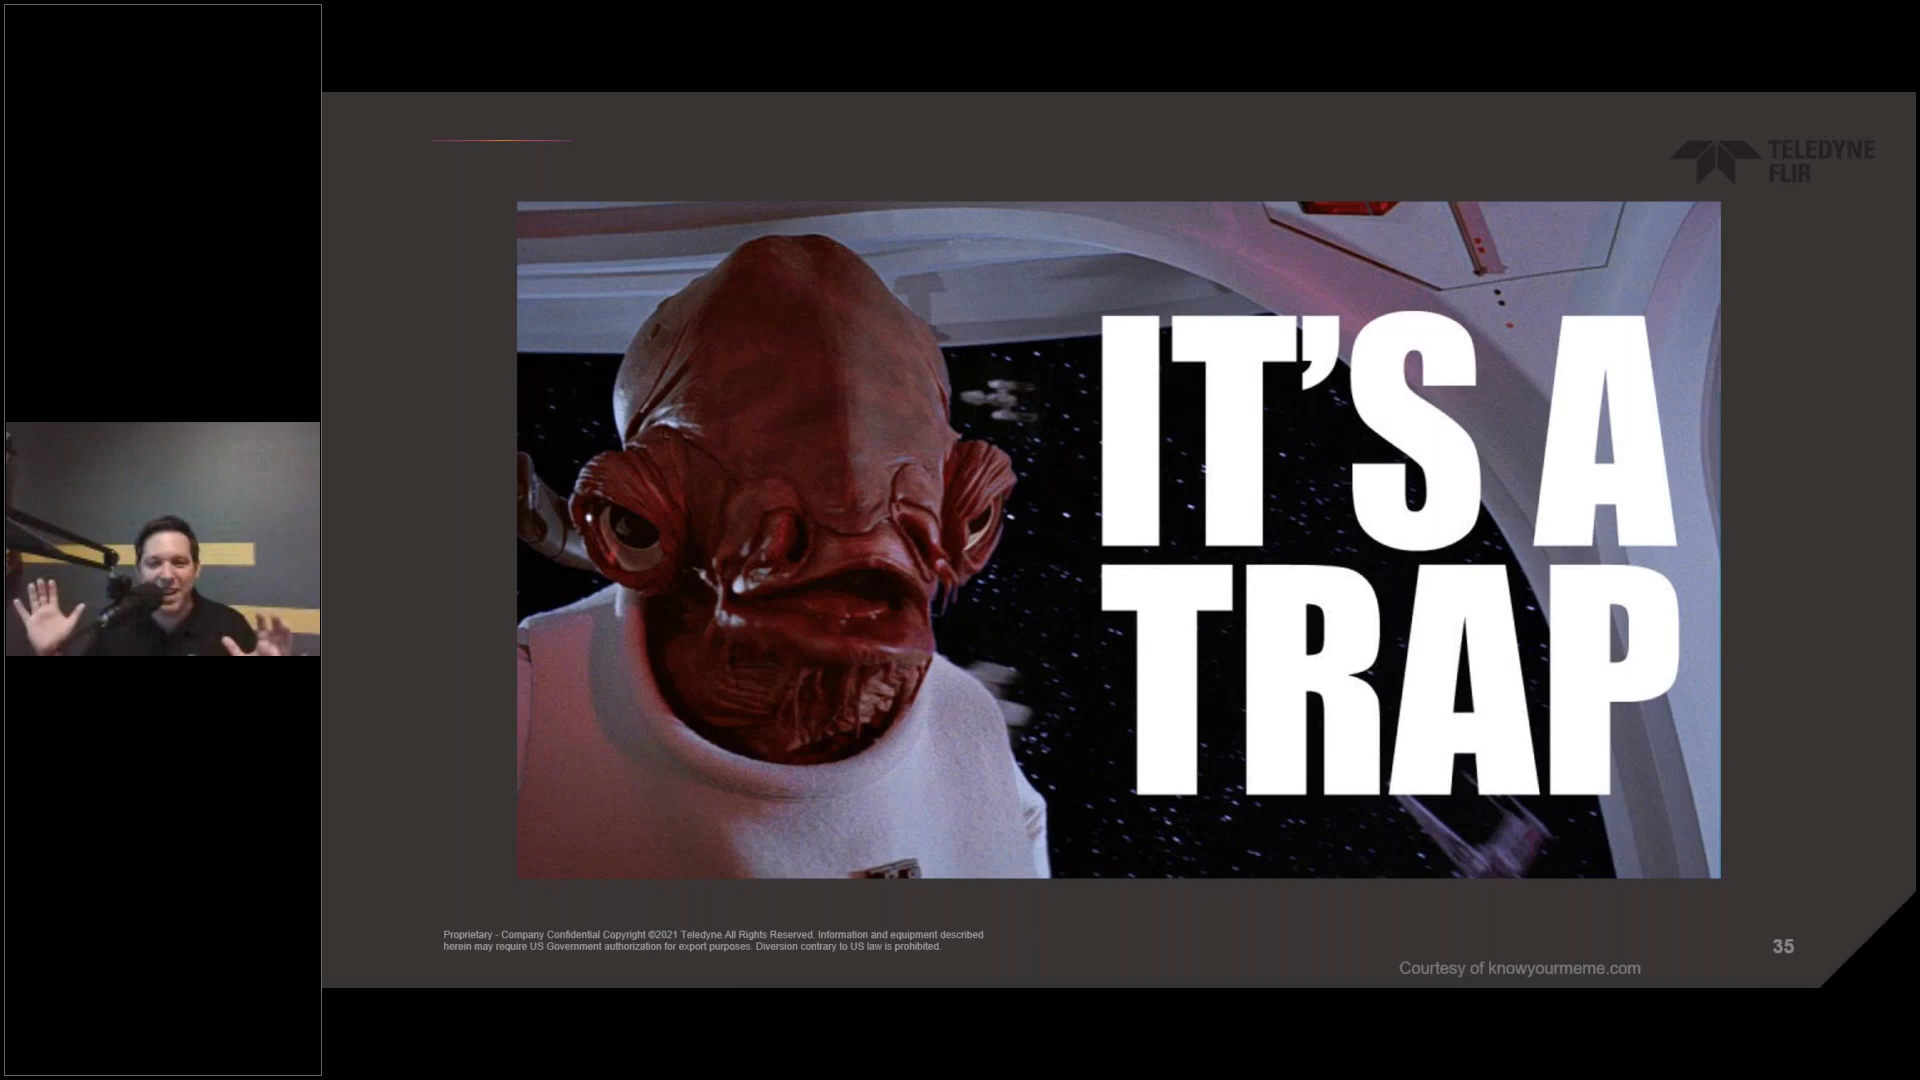 TELEDYNE
FLIR
IT'S A
TRAP
Proprietary - Company Confidential Copyright ©2021 Teledyne All Rights Reserved. Information and equipment described
herein may require US Government authorization for export purposes. Diversion contrary to US law is prohibited.
35
Courtesy of knowyourmeme.com